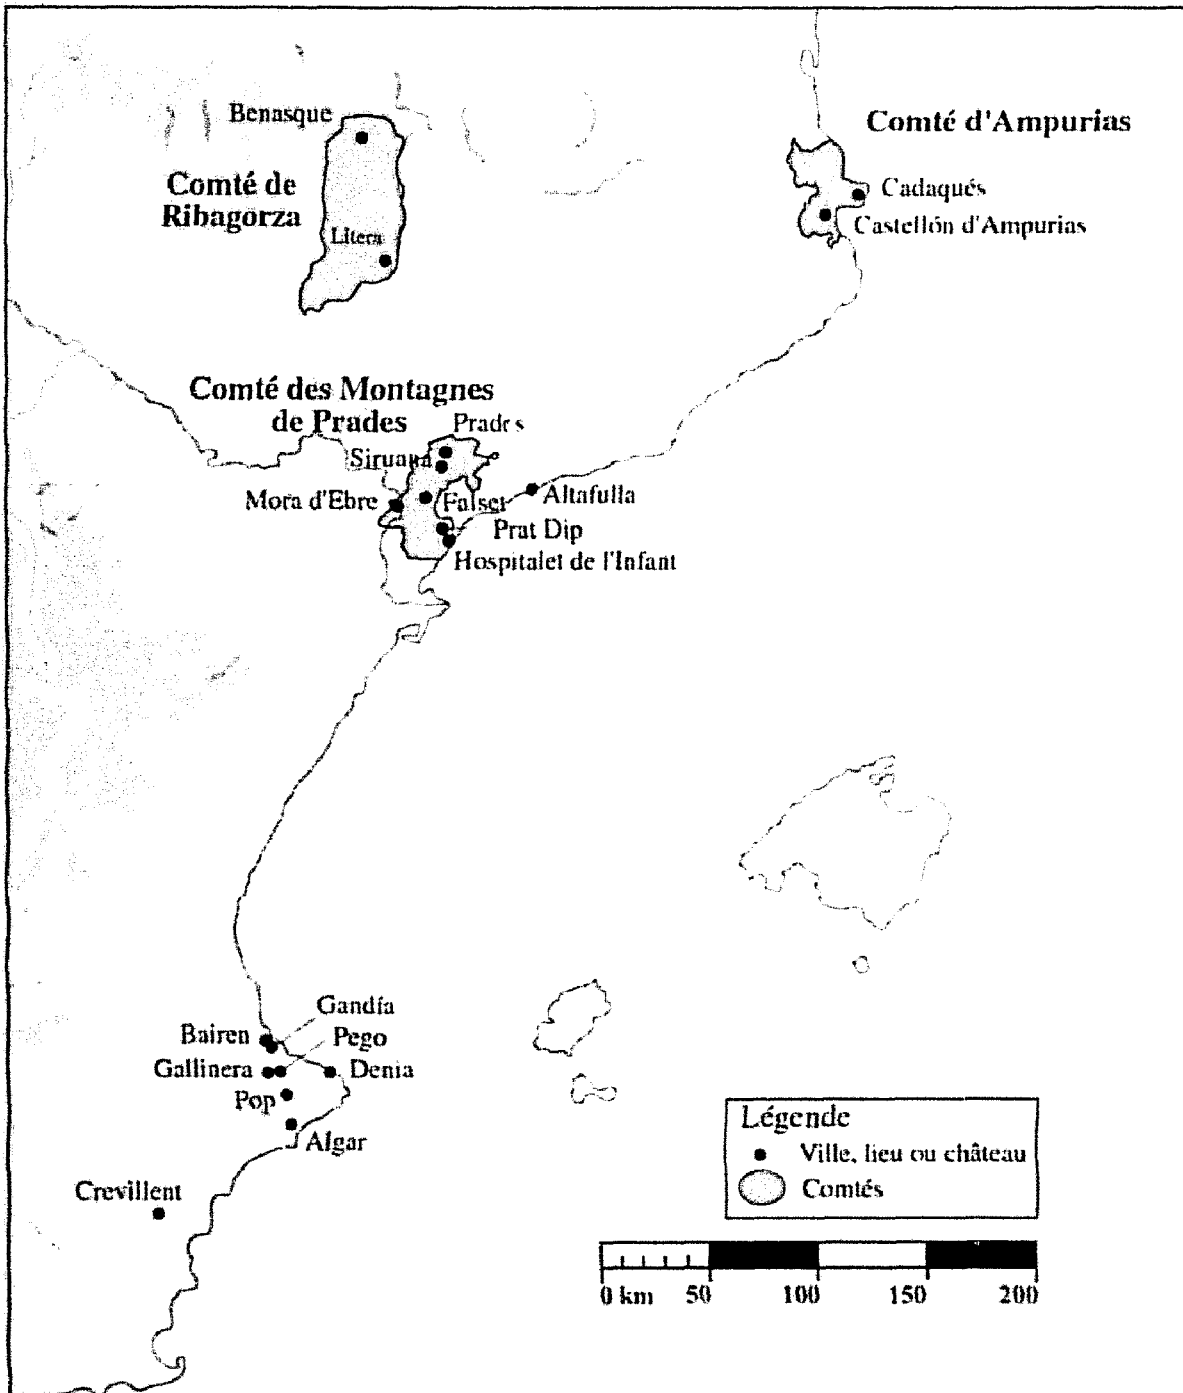 Benasque
Comté d'Ampurias
Comté de
Ribagorza
Cadaqués
Castellón d'Ampurias
Litera
Comté des Montagnes
de Prades
Prades
Siruana
Mora d'Ebre
Falset
Altafulla
Prat Dip
Hospitalet de l'Infant
Gandía
Bairen
Pego
Gallinera
Denia
Pop
Algar
Crevillent
Légende
Ville, lieu ou château
Comtés
0 km 50 100 150 200